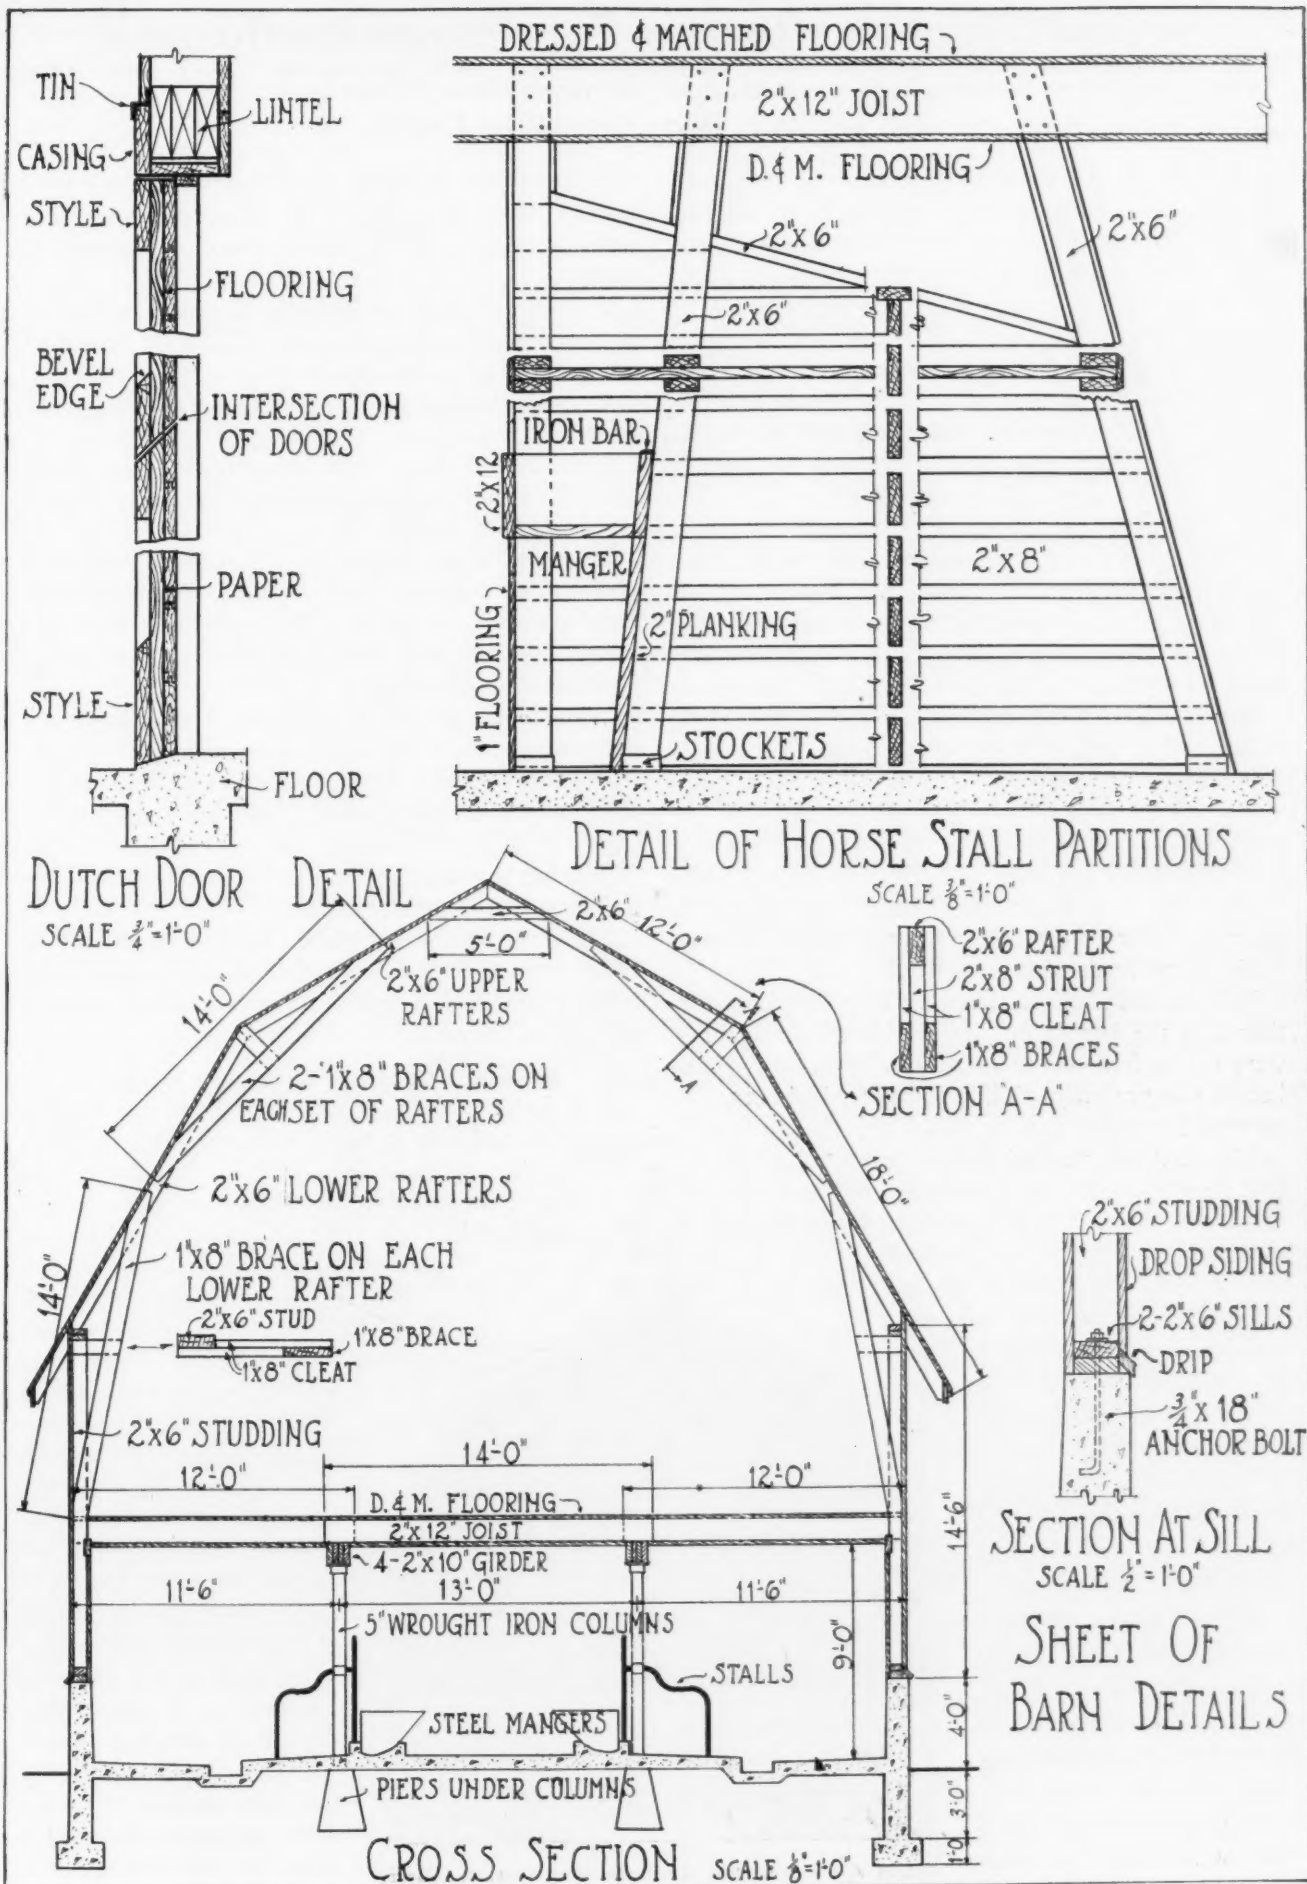 TIN
LINTEL
CASING
STYLE
FLOORING
BEVEL
EDGE
INTERSECTION
OF DOORS
PAPER
STYLE
FLOOR
DUTCH DOOR DETAIL
SCALE 3/4"=1'-0"
DRESSED & MATCHED FLOORING
2"x12" JOIST
D. & M. FLOORING
2"x6"
2"x6"
2"x6"
IRON BAR
2"x12
MANGER
2"x8"
1" FLOORING
2" PLANKING
STOCKETS
DETAIL OF HORSE STALL PARTITIONS
SCALE 3/8"=1'-0"
2"x6"
5'-0"
12'-0"
14'-0"
2"x6" UPPER
RAFTERS
2-1"x8" BRACES ON
EACH SET OF RAFTERS
A
2"x6" RAFTER
2"x8" STRUT
1"x8" CLEAT
1"x8" BRACES
SECTION "A-A"
18'-0"
2"x6" LOWER RAFTERS
14'-0"
1"x8" BRACE ON EACH
LOWER RAFTER
2"x6" STUD
1"x8" BRACE
1"x8" CLEAT
2"x6" STUDDING
14'-0"
12'-0"
12'-0"
D. & M. FLOORING
2"x12" JOIST
4-2"x10" GIRDER
11'-6"
13'-0"
11'-6"
5" WROUGHT IRON COLUMNS
9'-0"
14'-6"
STALLS
STEEL MANGERS
4'-0"
PIERS UNDER COLUMNS
3'-0"
1'-0"
CROSS SECTION SCALE 1/8"=1'-0"
2"x6" STUDDING
DROP SIDING
2-2"x6" SILLS
DRIP
3/4" x 18"
ANCHOR BOLT
SECTION AT SILL
SCALE 1/2"=1'-0"
SHEET OF
BARN DETAILS